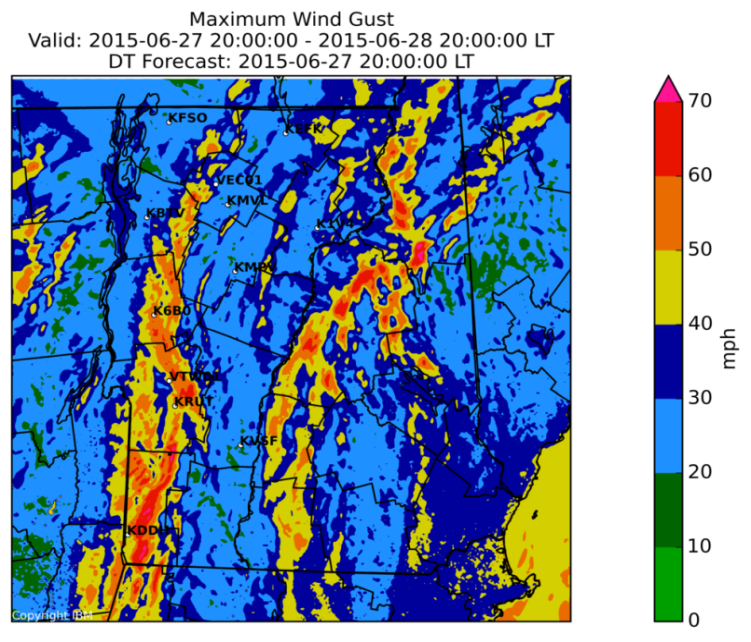 Maximum Wind Gust
Valid: 2015-06-27 20:00:00 - 2015-06-28 20:00:00 LT
DT Forecast: 2015-06-27 20:00:00 LT
70
KFSO
KEFK
60
VEC01
KMVL
KBTV
K1V4
50
KMPV
K6B0
40
mph
30
KRUT
KVSF
20
KDDH
10
Copyright IBM
0